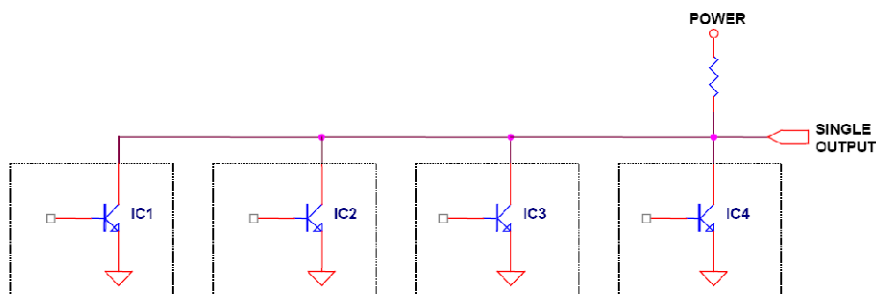 POWER
SINGLE
OUTPUT
IC1
IC2
IC3
IC4